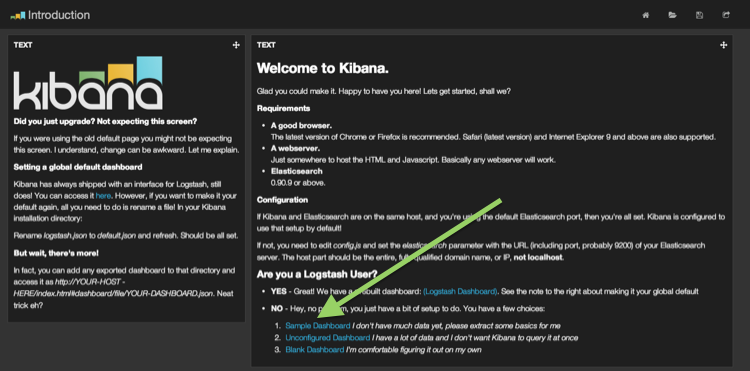 Introduction
TEXT
kibana
Did you just upgrade? Not expecting this screen?
If you were using the old default page you might not be expecting
this screen. I understand, change can be awkward. Let me explain.
Setting a global default dashboard
Kibana has always shipped with an interface for Logstash, still
does! You can access it here. However, if you want to make it your
default again, all you need to do is rename a file! In your Kibana
installation directory:
Rename logstash.json to default.json and refresh. Should be all set.
But wait, there's more!
In fact, you can add any exported dashboard to that directory and
access it as http://YOUR-HOST -
HERE/index.html#dashboard/file/YOUR-DASHBOARD.json. Neat
trick eh?
TEXT
Welcome to Kibana.
Glad you could make it. Happy to have you here! Lets get started, shall we?
Requirements
• A good browser.
The latest version of Chrome or Firefox is recommended. Safari (latest version) and Internet Explorer 9 and above are also supported.
• A webserver.
Just somewhere to host the HTML and Javascript. Basically any webserver will work.
• Elasticsearch
0.90.9 or above.
Configuration
If Kibana and Elasticsearch are on the same host, and you're using the default Elasticsearch port, then you're all set. Kibana is configured to
use that setup by default!
If not, you need to edit config.js and set the elasticsearch parameter with the URL (including port, probably 9200) of your Elasticsearch
server. The host part should be the entire, fully qualified domain name, or IP, not localhost.
Are you a Logstash User?
• YES - Great! We have a prebuilt dashboard: (Logstash Dashboard). See the note to the right about making it your global default
• NO - Hey, no problem, you just have a bit of setup to do. You have a few choices:
1. Sample Dashboard I don't have much data yet, please extract some basics for me
2. Unconfigured Dashboard I have a lot of data and I don't want Kibana to query it at once
3. Blank Dashboard I'm comfortable figuring it out on my own